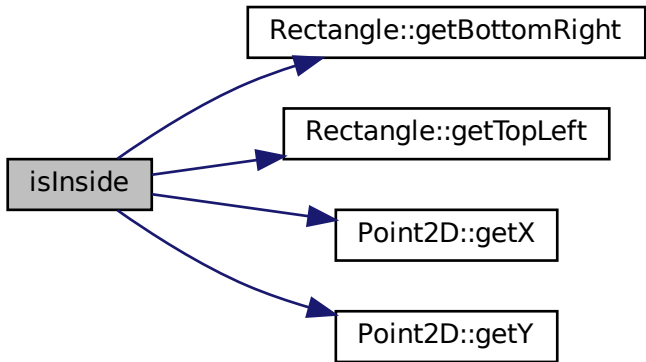 Rectangle::getBottomRight
Rectangle::getTopLeft
isInside
Point2D::getX
Point2D::getY